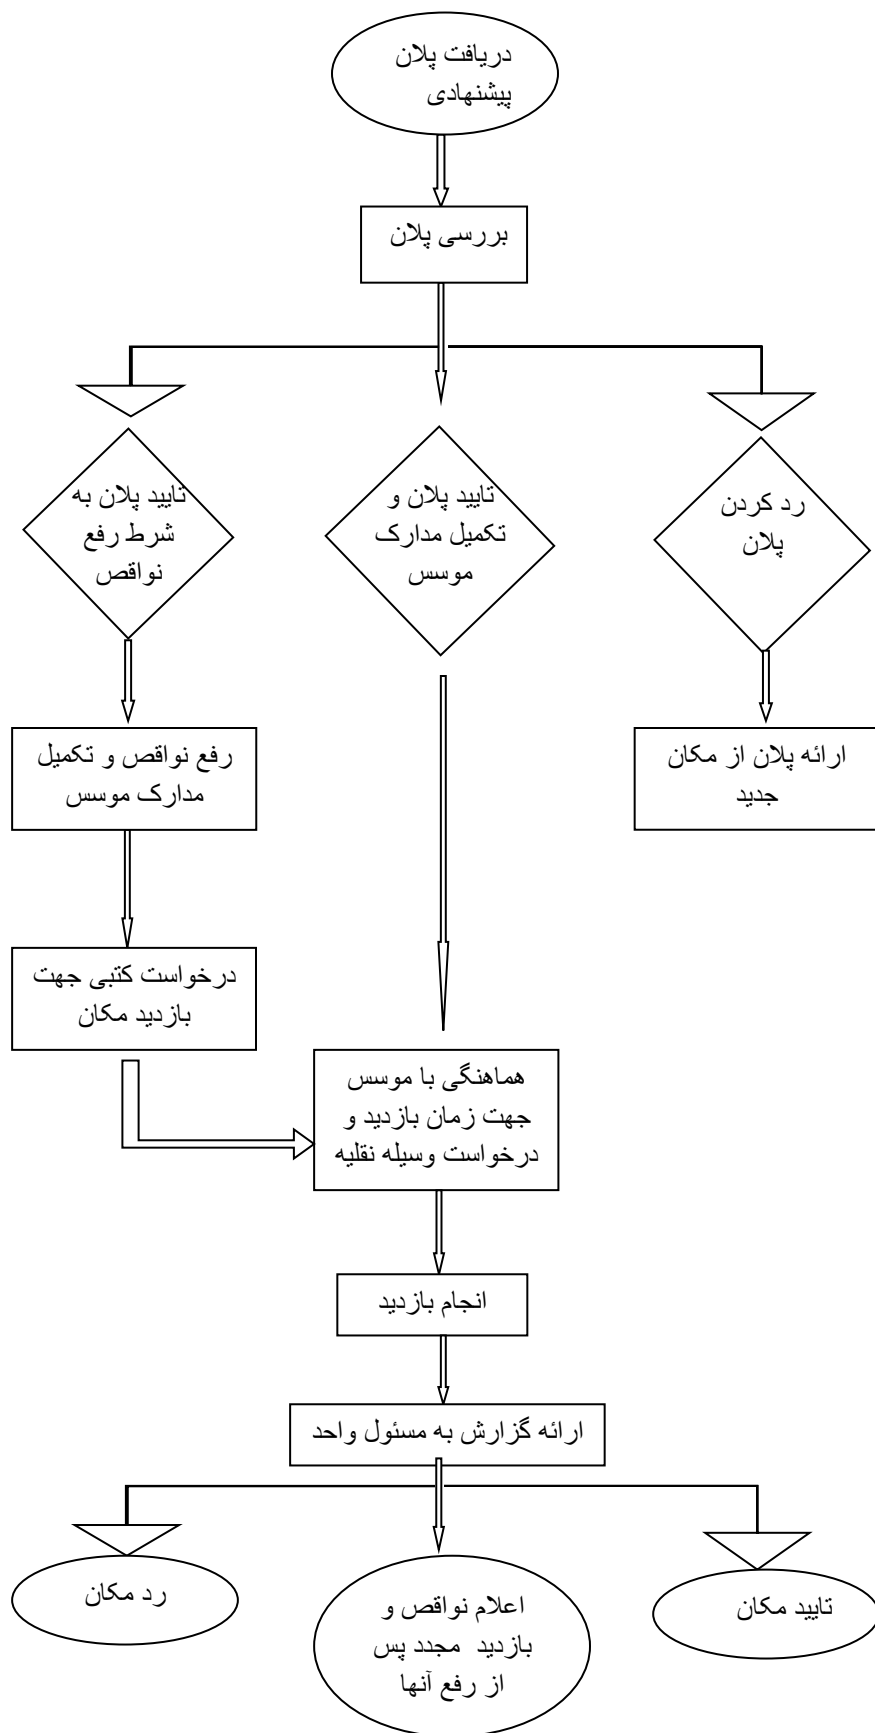 دریافت پلان
پیشنهادی
بررسی پلان
رد کردن
پلان
تایید پلان و
تکمیل مدارک
موسس
تایید پلان به
شرط رفع
نواقص
ارائه پلان از مکان
جدید
رفع نواقص و تکمیل
مدارک موسس
درخواست کتبی جهت
بازدید مکان
هماهنگی با موسس
جهت زمان بازدید و
درخواست وسیله نقلیه
انجام بازدید
ارائه گزارش به مسئول واحد
تایید مکان
اعلام نواقص و
بازدید مجدد پس
از رفع آنها
رد مکان